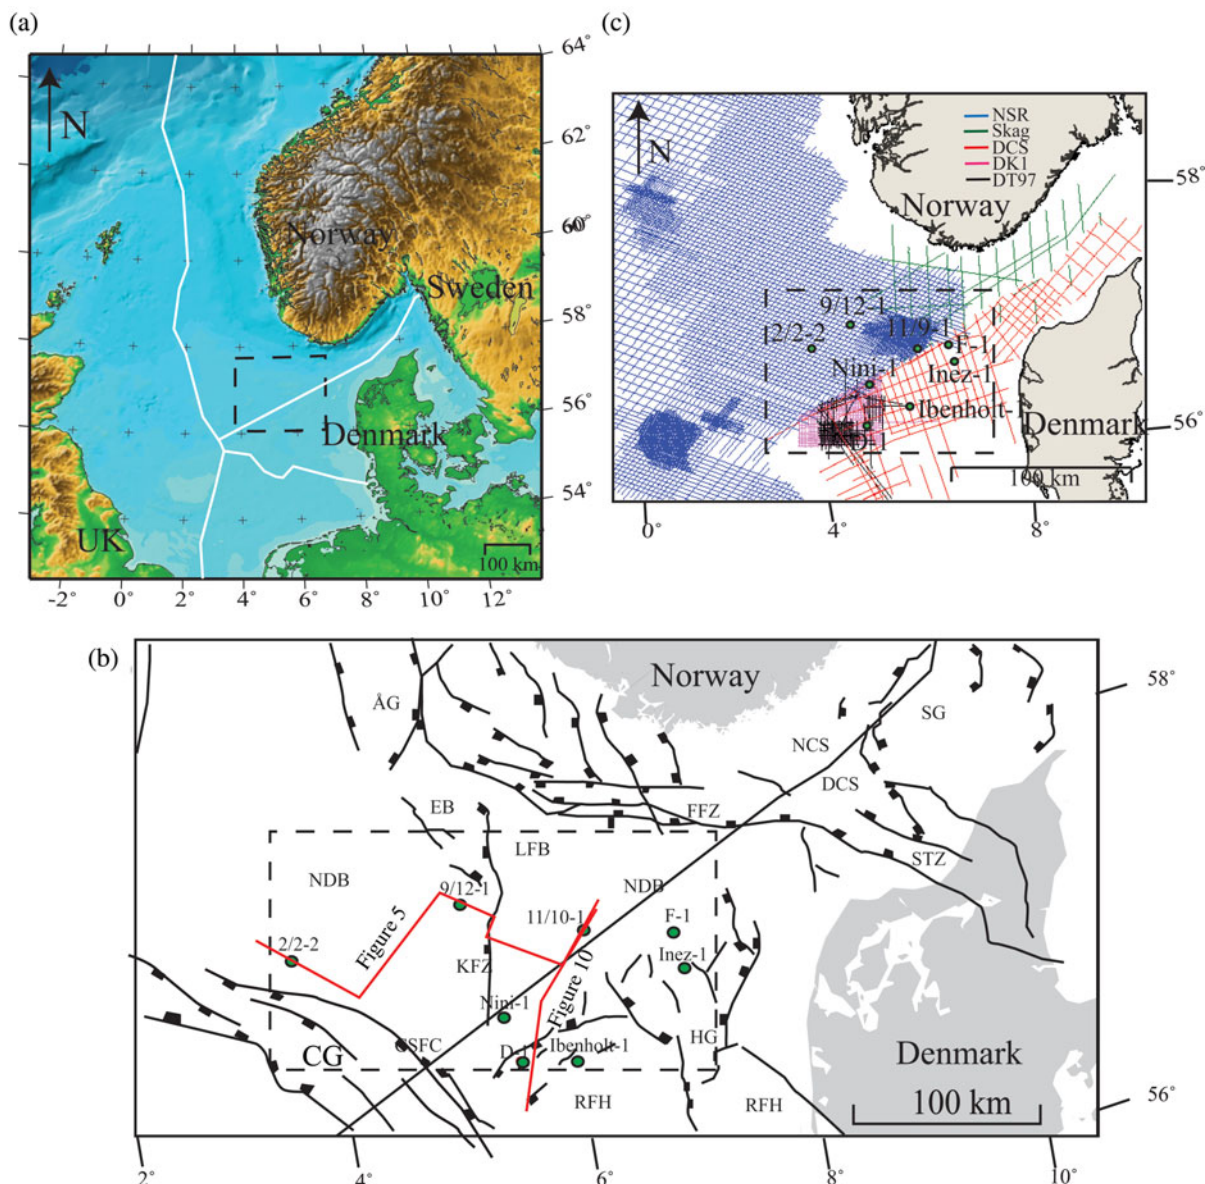 (a)
64°
62°
60°
58°
56°
54°
N
Norway
Sweden
Denmark
UK
100 km
-2° 0° 2° 4° 6° 8° 10° 12°
(c)
N
NSR
Skag
DCS
DK1
DT97
Norway
58°
9/12-1
2/2-2
11/9-1
F-1
Nini-1
Inez-1
Ibenholt-1
D-1
Denmark
56°
100 km
0° 4° 8°
(b)
Norway
58°
ÅG
SG
NCS
DCS
EB
FFZ
LFB
STZ
NDB
NDB
9/12-1
11/10-1
F-1
2/2-2
Figure 5
KFZ
Inez-1
Nini-1
Figure 10
HG
CG
D-1
Ibenholt-1
RFH
RFH
Denmark
100 km
56°
2° 4° 6° 8° 10°